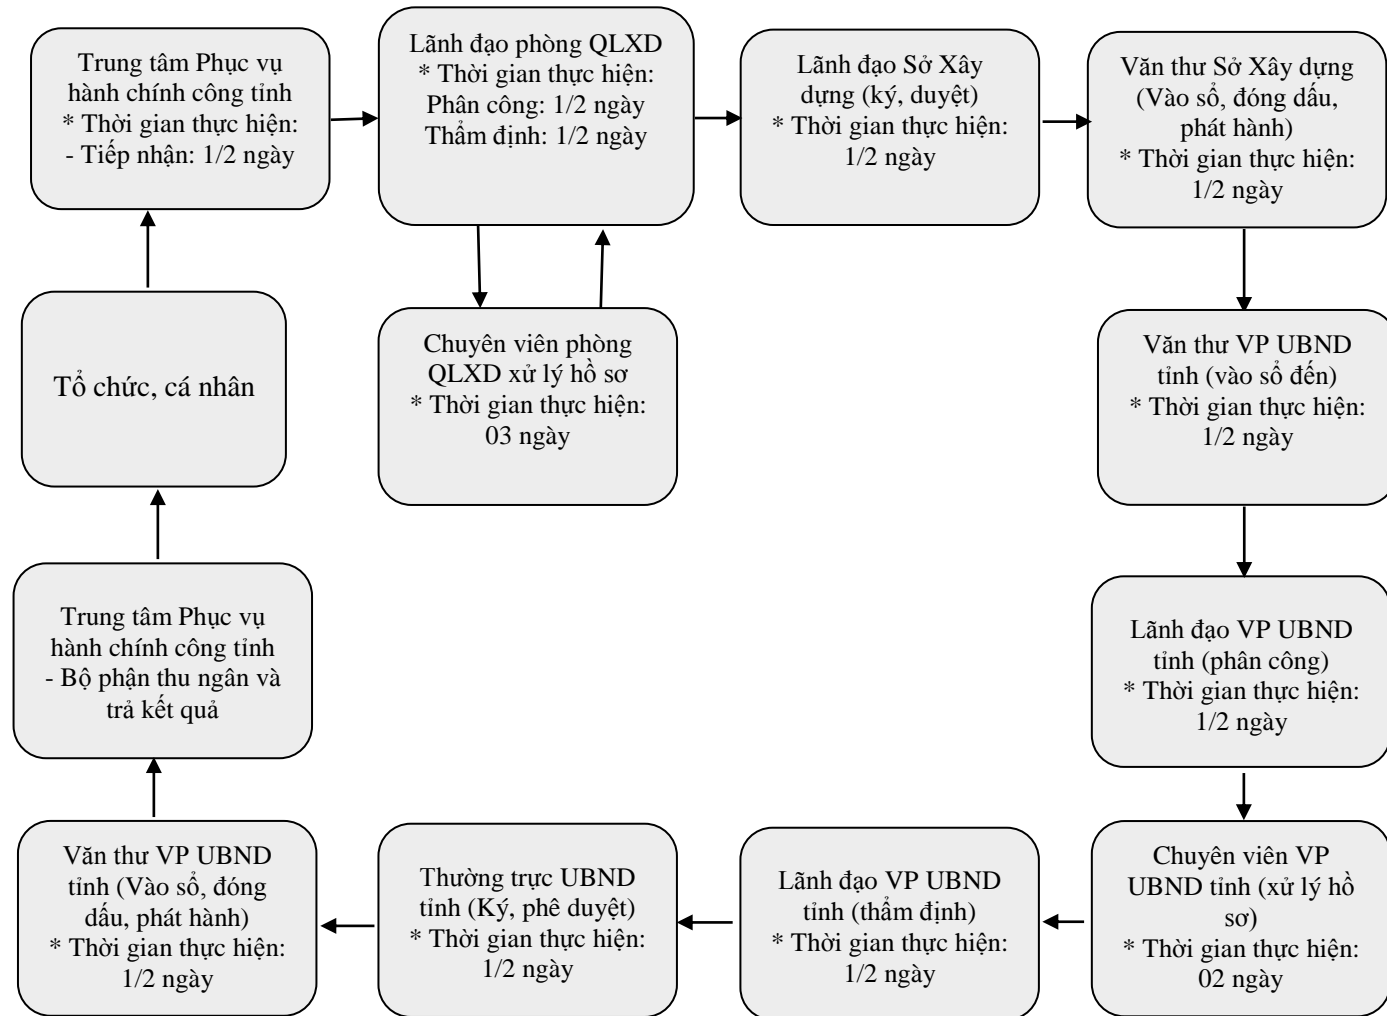 Trung tâm Phục vụ
hành chính công tỉnh
* Thời gian thực hiện:
- Tiếp nhận: 1/2 ngày
Lãnh đạo phòng QLXD
* Thời gian thực hiện:
Phân công: 1/2 ngày
Thẩm định: 1/2 ngày
Lãnh đạo Sở Xây
dựng (ký, duyệt)
* Thời gian thực hiện:
1/2 ngày
Văn thư Sở Xây dựng
(Vào sổ, đóng dấu,
phát hành)
* Thời gian thực hiện:
1/2 ngày
Tổ chức, cá nhân
Chuyên viên phòng
QLXD xử lý hồ sơ
* Thời gian thực hiện:
03 ngày
Văn thư VP UBND
tỉnh (vào sổ đến)
* Thời gian thực hiện:
1/2 ngày
Trung tâm Phục vụ
hành chính công tỉnh
- Bộ phận thu ngân và
trả kết quả
Lãnh đạo VP UBND
tỉnh (phân công)
* Thời gian thực hiện:
1/2 ngày
Văn thư VP UBND
tỉnh (Vào sổ, đóng
dấu, phát hành)
* Thời gian thực hiện:
1/2 ngày
Thường trực UBND
tỉnh (Ký, phê duyệt)
* Thời gian thực hiện:
1/2 ngày
Lãnh đạo VP UBND
tỉnh (thẩm định)
* Thời gian thực hiện:
1/2 ngày
Chuyên viên VP
UBND tỉnh (xử lý hồ
sơ)
* Thời gian thực hiện:
02 ngày